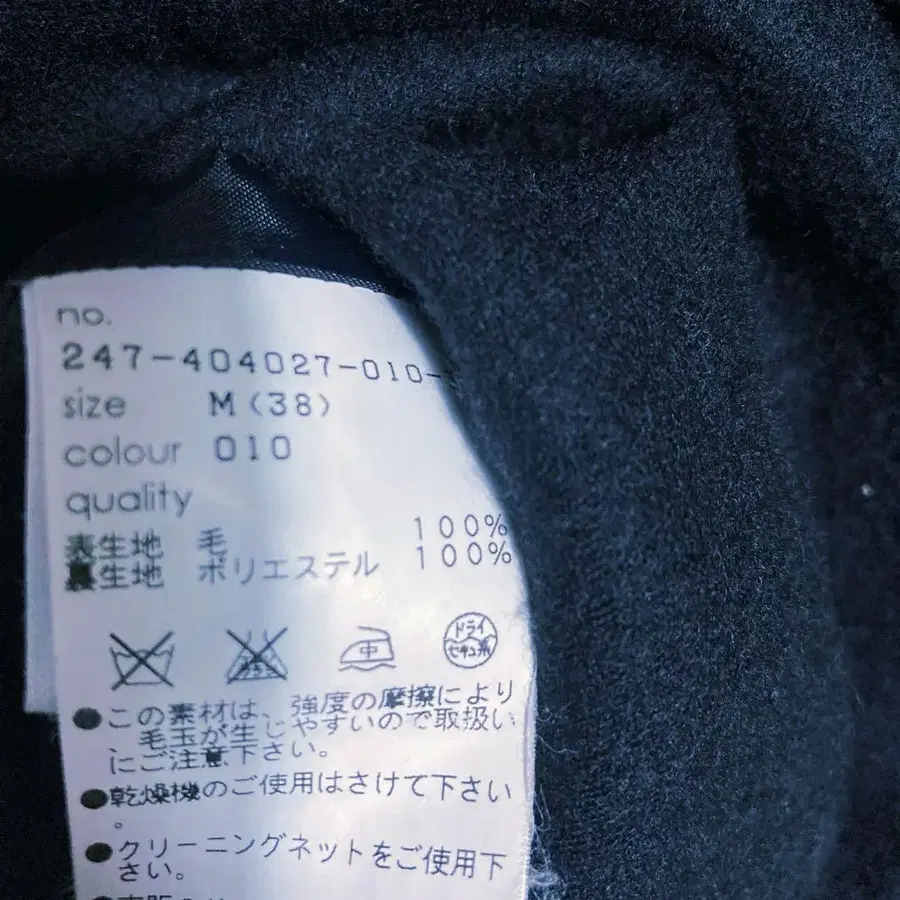 no.
247-404027-010-
size M(38)
colour 010
quality
表生地 毛 100%
裏生地 ポリエステル 100%
中
ドライ
セキュ系
●この素材は、強度の摩擦により
、毛玉が生じやすいので取扱い
にご注意下さい。
●乾燥機のご使用はさけて下さい
。
●クリーニングネットをご使用下
さい。